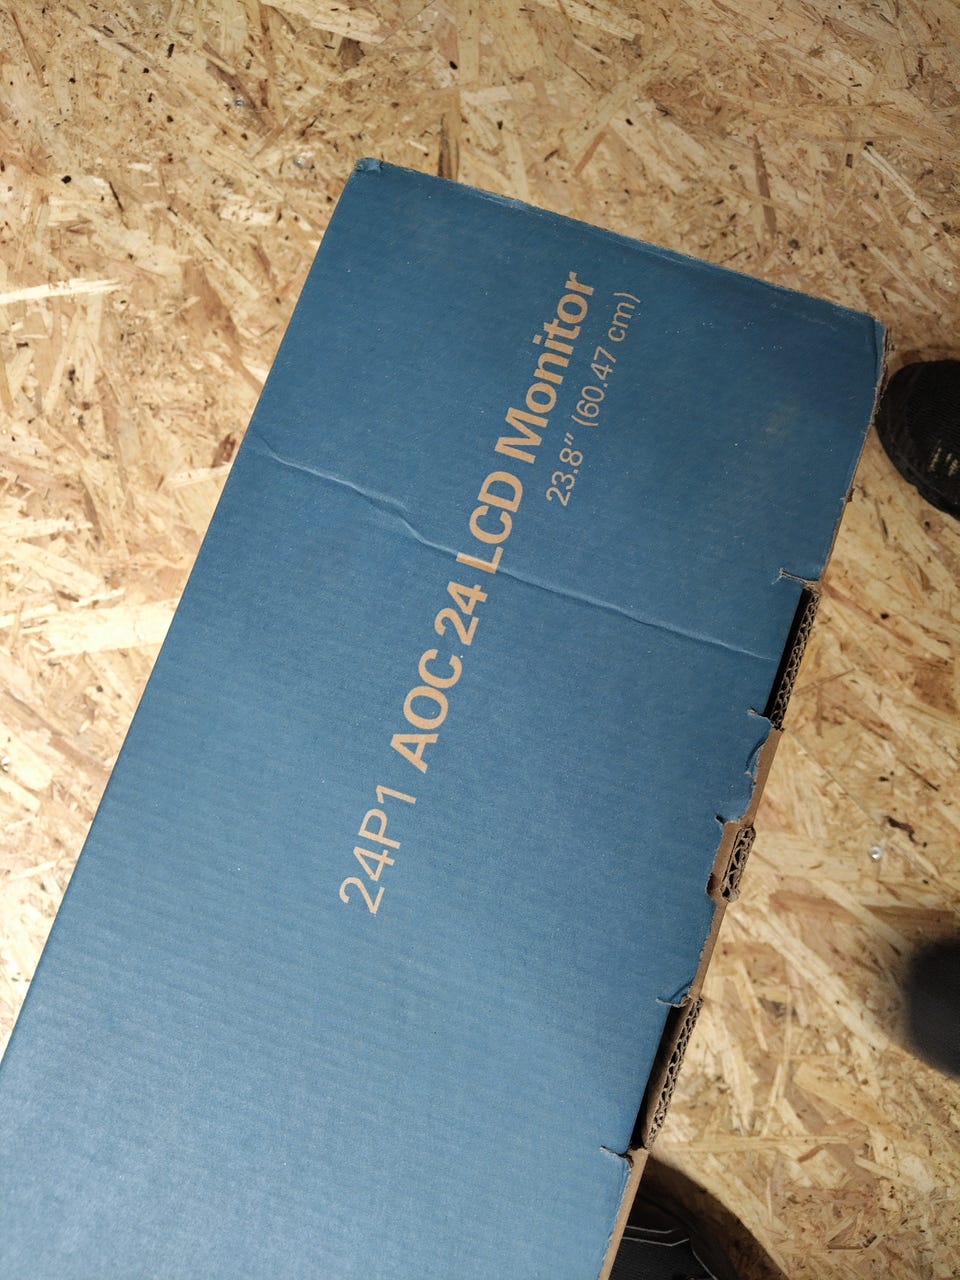 24P1 AOC 24 LCD Monitor
23.8" (60.47 cm)